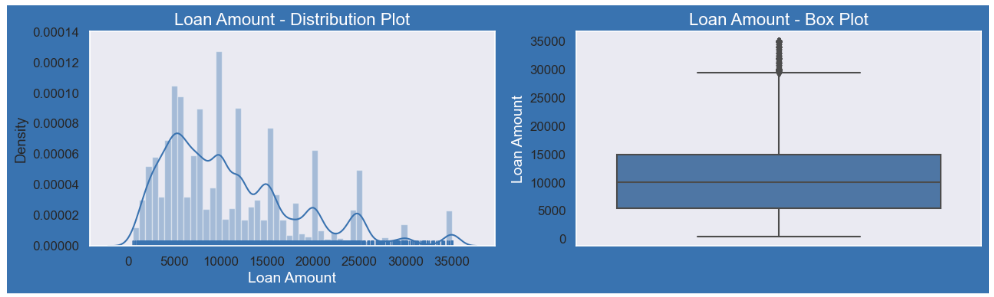 Loan Amount - Distribution Plot
Density
0.00014
0.00012
0.00010
0.00008
0.00006
0.00004
0.00002
0.00000
0 5000 10000 15000 20000 25000 30000 35000
Loan Amount
Loan Amount - Box Plot
Loan Amount
35000
30000
25000
20000
15000
10000
5000
0